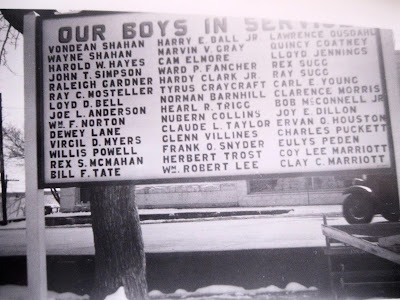 OUR BOYS IN SERVICE
VONDEAN SHAHAN
WAYNE SHAHAN
HAROLD W. HAYES
JOHN T. SIMPSON
RALEIGH GARDNER
RAY C. MOSTELLER
LLOYD D. BELL
JOE L. ANDERSON
WM F. NORTON
DEWEY LANE
VIRGIL D. MYERS
WILLIS POWELL
REX S. MCMAHAN
BILL F. TATE
HARRY E. BALL JR.
MARVIN V. GRAY
CAM ELMORE
WARD P. FANCHER
HARDY CLARK JR.
TYRUS CRAYCRAFT
NORMAN BARNHILL
HEARL R. TRIGG
NUBERN COLLINS
CLAUDE L. TAYLOR
GLENN VILLINES
FRANK O. SNYDER
HERBERT TROST
WM. ROBERT LEE
LAWRENCE OUSDAHL
QUINCY COATNEY
LLOYD JENNINGS
REX SUGG
RAY SUGG
CARL E YOUNG
CLARENCE MORRIS
BOB McCONNELL JR
JOY E. DILLON
ERVAN O. HOUSTON
CHARLES PUCKETT
EULYS PEDEN
COY LEE MARRIOTT
CLAY C. MARRIOTT